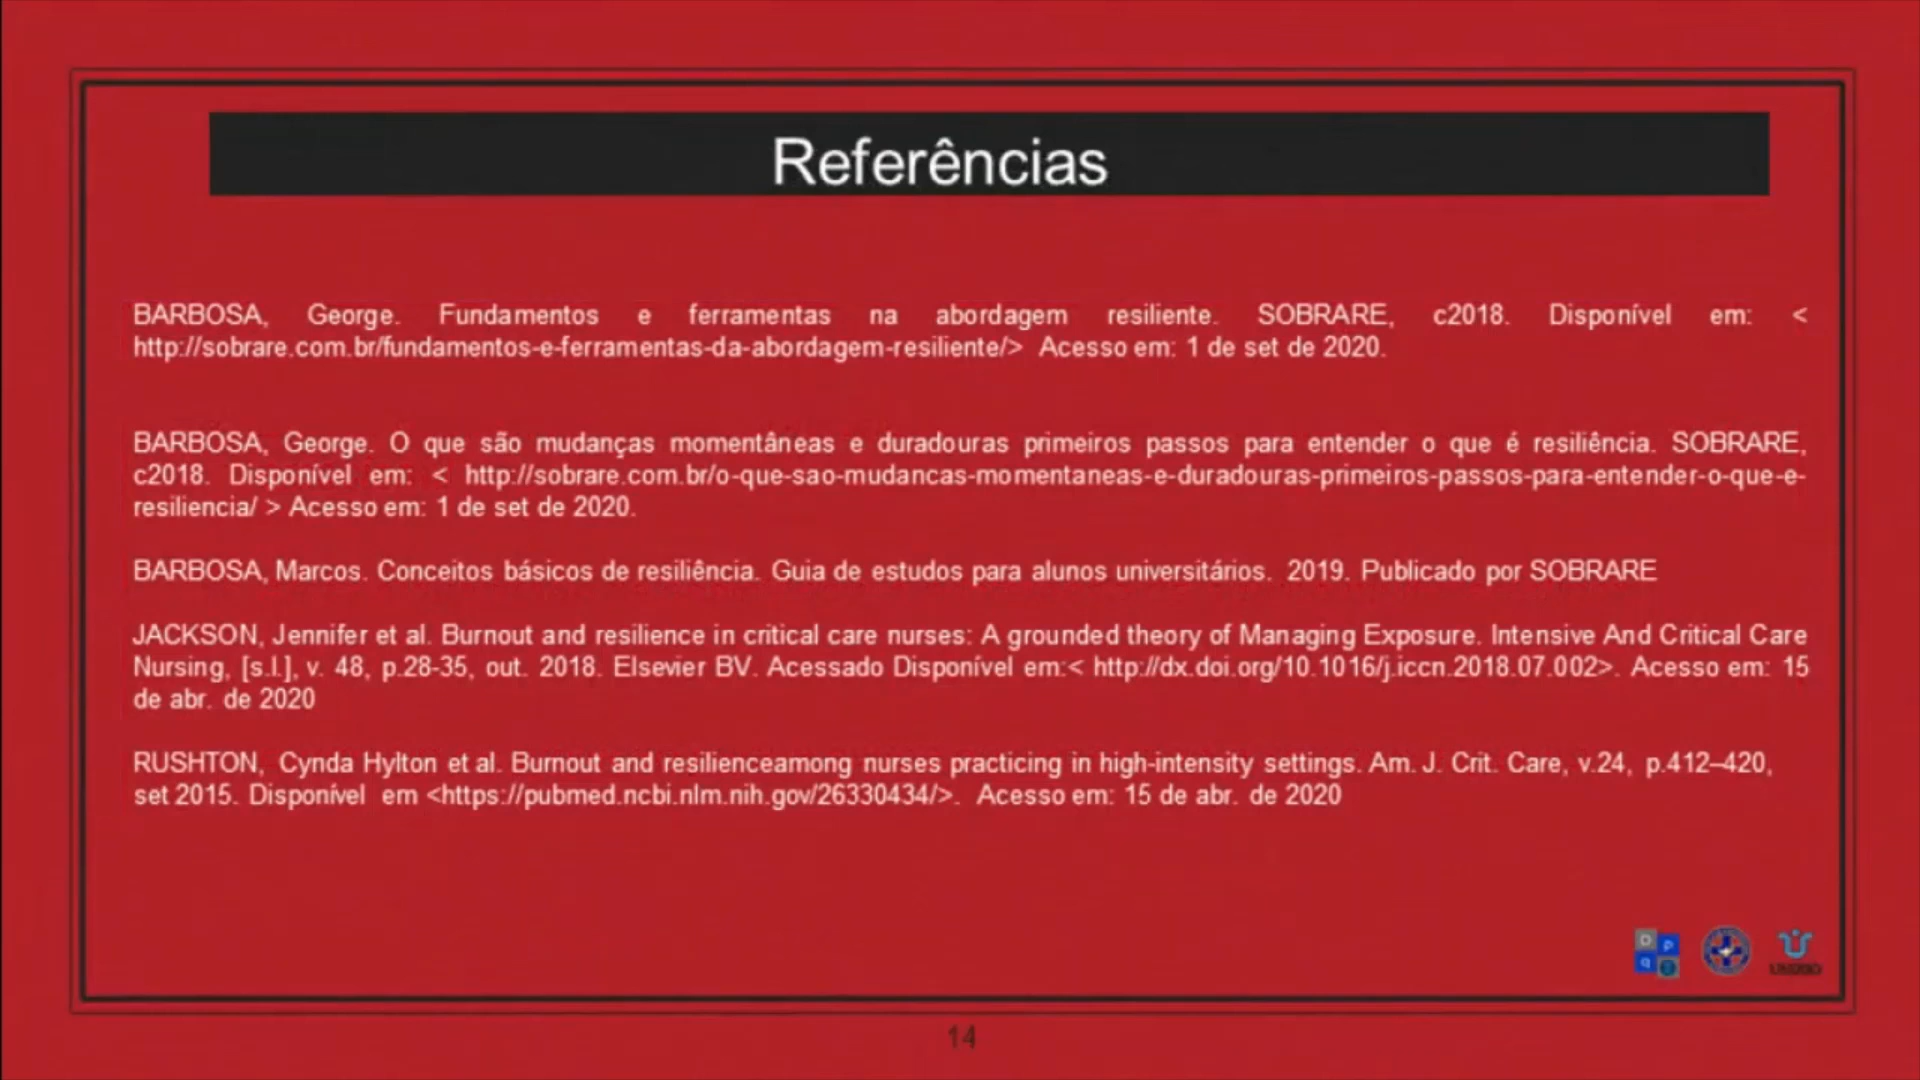 Referências
BARBOSA, George. Fundamentos e ferramentas na abordagem resiliente. SOBRARE, c2018. Disponível em: <
http://sobrare.com.br/fundamentos-e-ferramentas-da-abordagem-resiliente/> Acesso em: 1 de set de 2020.
BARBOSA, George. O que são mudanças momentâneas e duradouras primeiros passos para entender o que é resiliência. SOBRARE,
c2018. Disponível em: < http://sobrare.com.br/o-que-sao-mudancas-momentaneas-e-duradouras-primeiros-passos-para-entender-o-que-e-
resiliencia/ > Acesso em: 1 de set de 2020.
BARBOSA, Marcos. Conceitos básicos de resiliência. Guia de estudos para alunos universitários. 2019. Publicado por SOBRARE
JACKSON, Jennifer et al. Burnout and resilience in critical care nurses: A grounded theory of Managing Exposure. Intensive And Critical Care
Nursing, [s.l.], v. 48, p.28-35, out. 2018. Elsevier BV. Acessado Disponível em:< http://dx.doi.org/10.1016/j.iccn.2018.07.002>. Acesso em: 15
de abr. de 2020
RUSHTON, Cynda Hylton et al. Burnout and resilienceamong nurses practicing in high-intensity settings. Am. J. Crit. Care, v.24, p.412–420,
set 2015. Disponível em <https://pubmed.ncbi.nlm.nih.gov/26330434/>. Acesso em: 15 de abr. de 2020
14